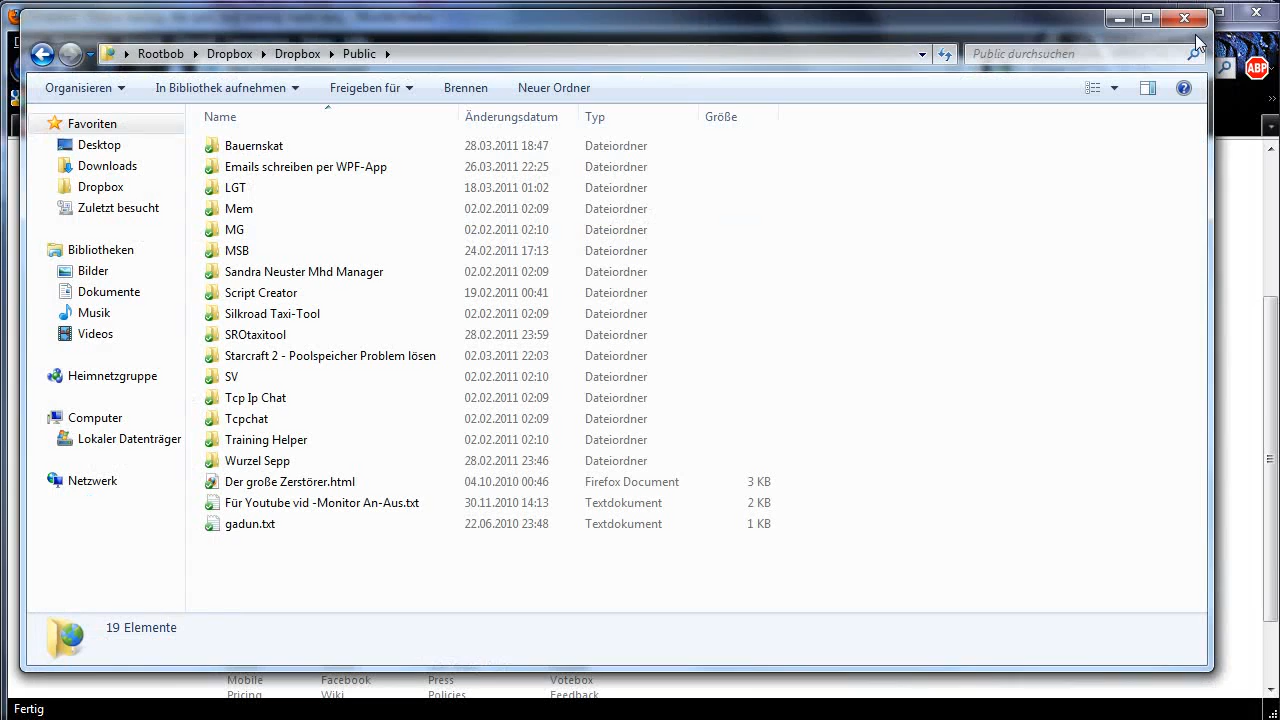 Rootbob Dropbox Dropbox Public
Public durchsuchen
ABP
Organisieren In Bibliothek aufnehmen Freigeben für Brennen Neuer Ordner
Name Änderungsdatum Typ Größe
Favoriten
Desktop
Downloads
Dropbox
Zuletzt besucht
Bibliotheken
Bilder
Dokumente
Musik
Videos
Heimnetzgruppe
Computer
Lokaler Datenträger
Netzwerk
Bauernskat 28.03.2011 18:47 Dateiordner
Emails schreiben per WPF-App 26.03.2011 22:25 Dateiordner
LGT 18.03.2011 01:02 Dateiordner
Mem 02.02.2011 02:09 Dateiordner
MG 02.02.2011 02:10 Dateiordner
MSB 24.02.2011 17:13 Dateiordner
Sandra Neuster Mhd Manager 02.02.2011 02:09 Dateiordner
Script Creator 19.02.2011 00:41 Dateiordner
Silkroad Taxi-Tool 02.02.2011 02:09 Dateiordner
SROtaxitool 28.02.2011 23:59 Dateiordner
Starcraft 2 - Poolspeicher Problem lösen 02.03.2011 22:03 Dateiordner
SV 02.02.2011 02:10 Dateiordner
Tcp Ip Chat 02.02.2011 02:09 Dateiordner
Tcpchat 02.02.2011 02:09 Dateiordner
Training Helper 02.02.2011 02:10 Dateiordner
Wurzel Sepp 28.02.2011 23:46 Dateiordner
Der große Zerstörer.html 04.10.2010 00:46 Firefox Document 3 KB
Für Youtube vid -Monitor An-Aus.txt 30.11.2010 14:13 Textdokument 2 KB
gadun.txt 22.06.2010 23:48 Textdokument 1 KB
19 Elemente
Mobile Facebook Press Votebox
Pricing Wiki Policies Feedback
Fertig